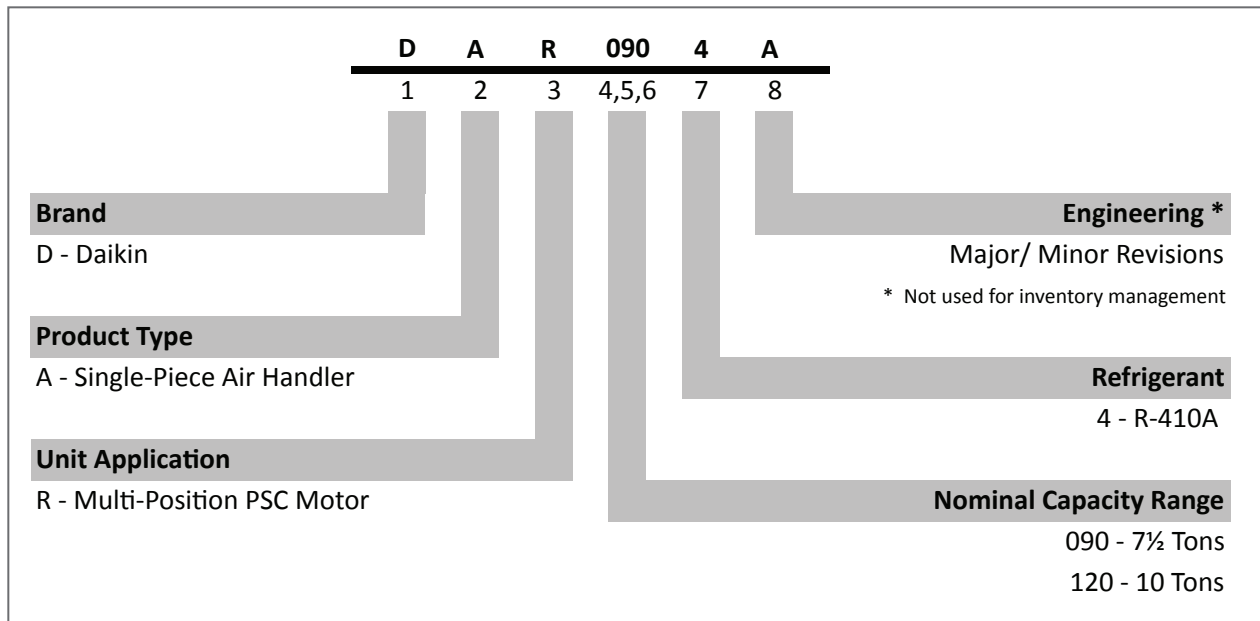 D A R 090 4 A
1 2 3 4,5,6 7 8
Brand
D - Daikin
Product Type
A - Single-Piece Air Handler
Unit Application
R - Multi-Position PSC Motor
Engineering *
Major/ Minor Revisions
* Not used for inventory management
Refrigerant
4 - R-410A
Nominal Capacity Range
090 - 7½ Tons
120 - 10 Tons